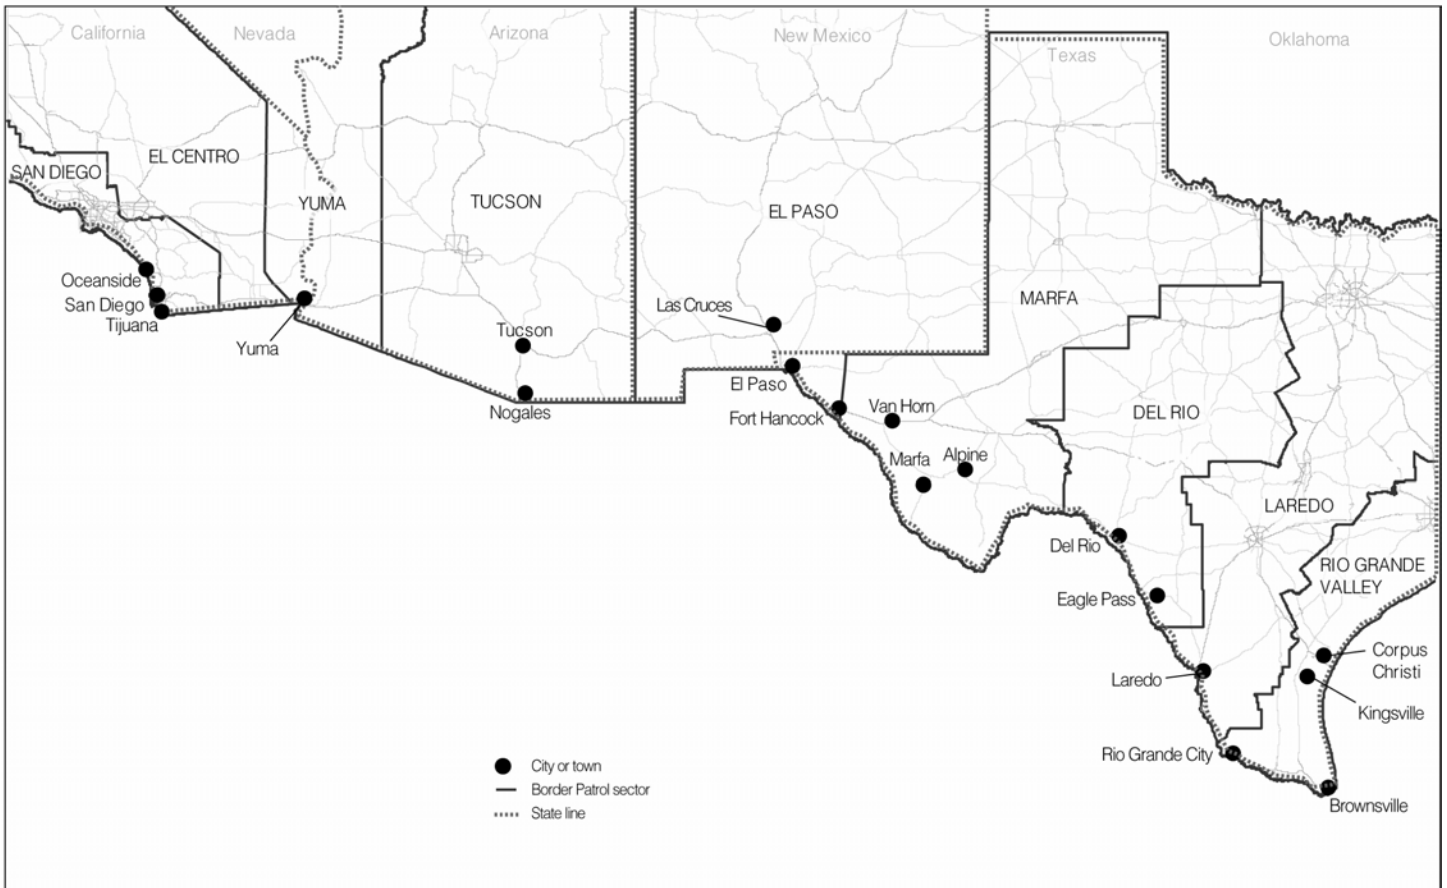 California
Nevada
Arizona
New Mexico
Texas
Oklahoma
SAN DIEGO
EL CENTRO
YUMA
TUCSON
EL PASO
MARFA
DEL RIO
LAREDO
RIO GRANDE
VALLEY
Oceanside
San Diego
Tijuana
Yuma
Tucson
Nogales
Las Cruces
El Paso
Fort Hancock
Van Horn
Marfa
Alpine
Del Rio
Eagle Pass
Laredo
Rio Grande City
Corpus
Christi
Kingsville
Brownsville
City or town
Border Patrol sector
State line